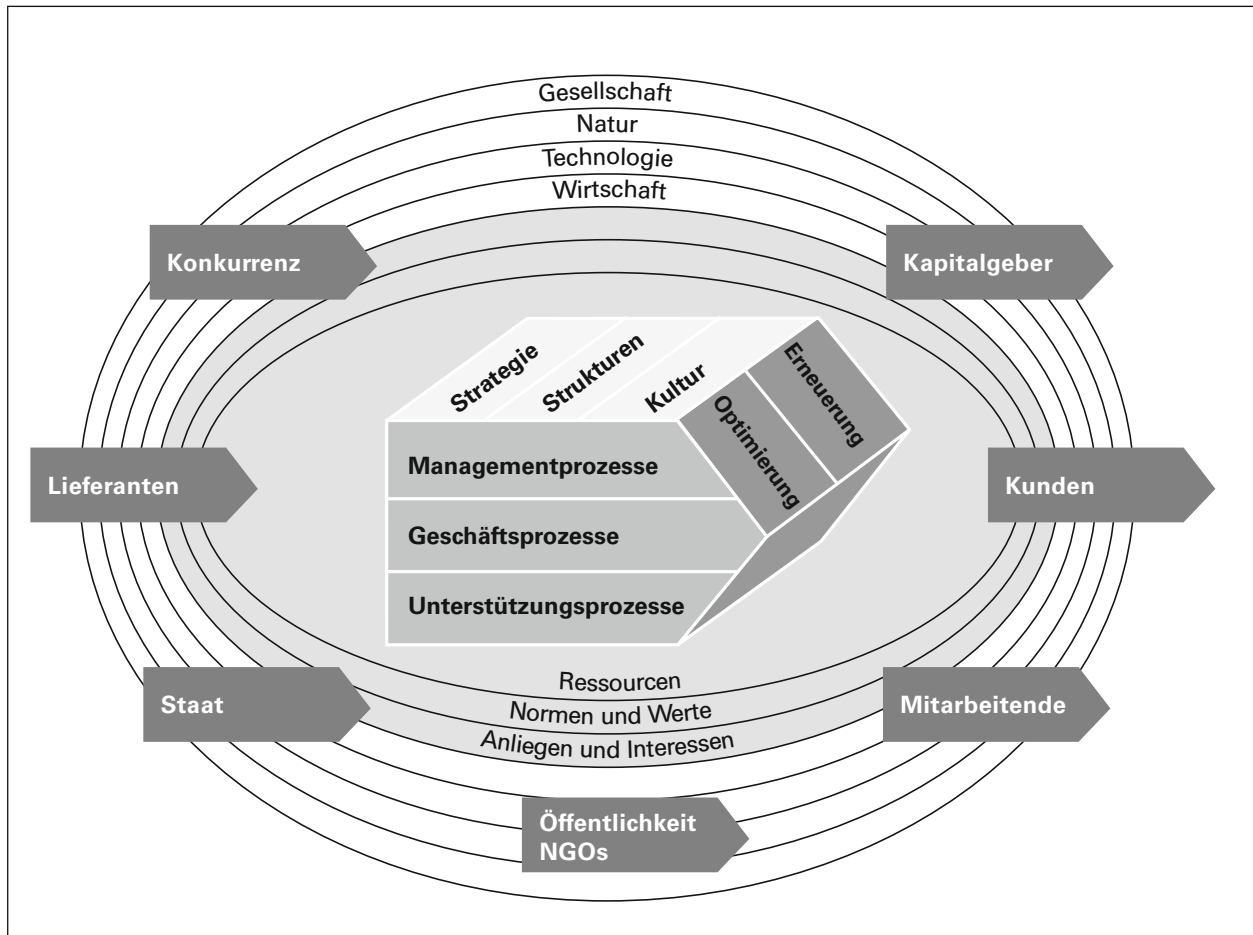 Gesellschaft
Natur
Technologie
Wirtschaft
Konkurrenz
Kapitalgeber
Strategie
Strukturen
Kultur
Optimierung
Erneuerung
Managementprozesse
Lieferanten
Kunden
Geschäftsprozesse
Unterstützungsprozesse
Ressourcen
Staat
Normen und Werte
Mitarbeitende
Anliegen und Interessen
Öffentlichkeit
NGOs